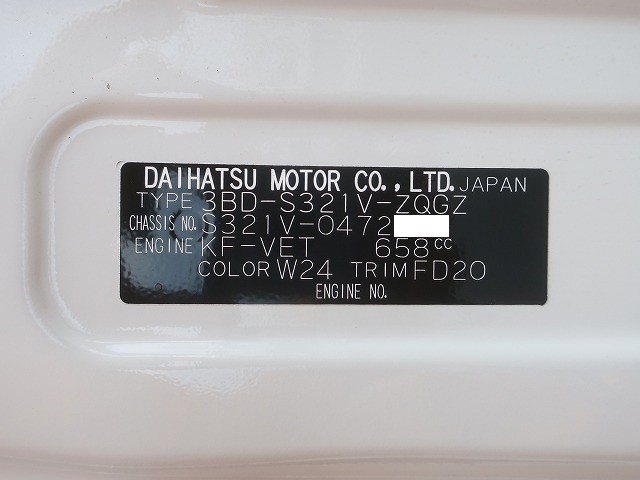 DAIHATSU MOTOR CO.,LTD. JAPAN
TYPE 3BD-S321V-ZQGZ
CHASSIS NO. S321V-0472
ENGINE KF-VET 658cc
COLOR W24 TRIM FD20
ENGINE NO.